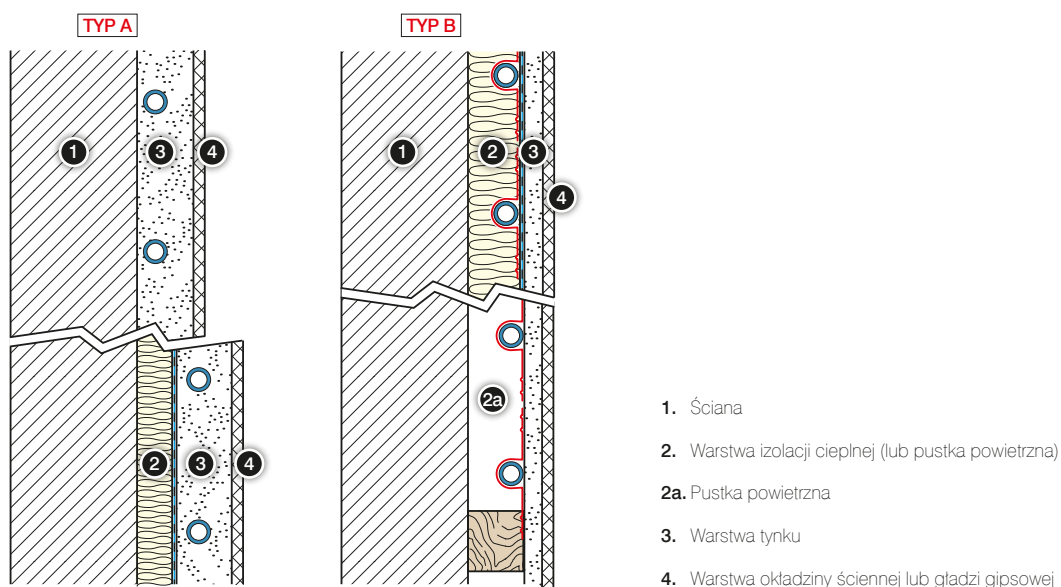 TYP A
TYP B
1
3
4
1
2
3
4
2a
2
3
4
1. Ściana
2. Warstwa izolacji cieplnej (lub pustka powietrzna)
2a. Pustka powietrzna
3. Warstwa tynku
4. Warstwa okładziny ściennej lub gładzi gipsowej